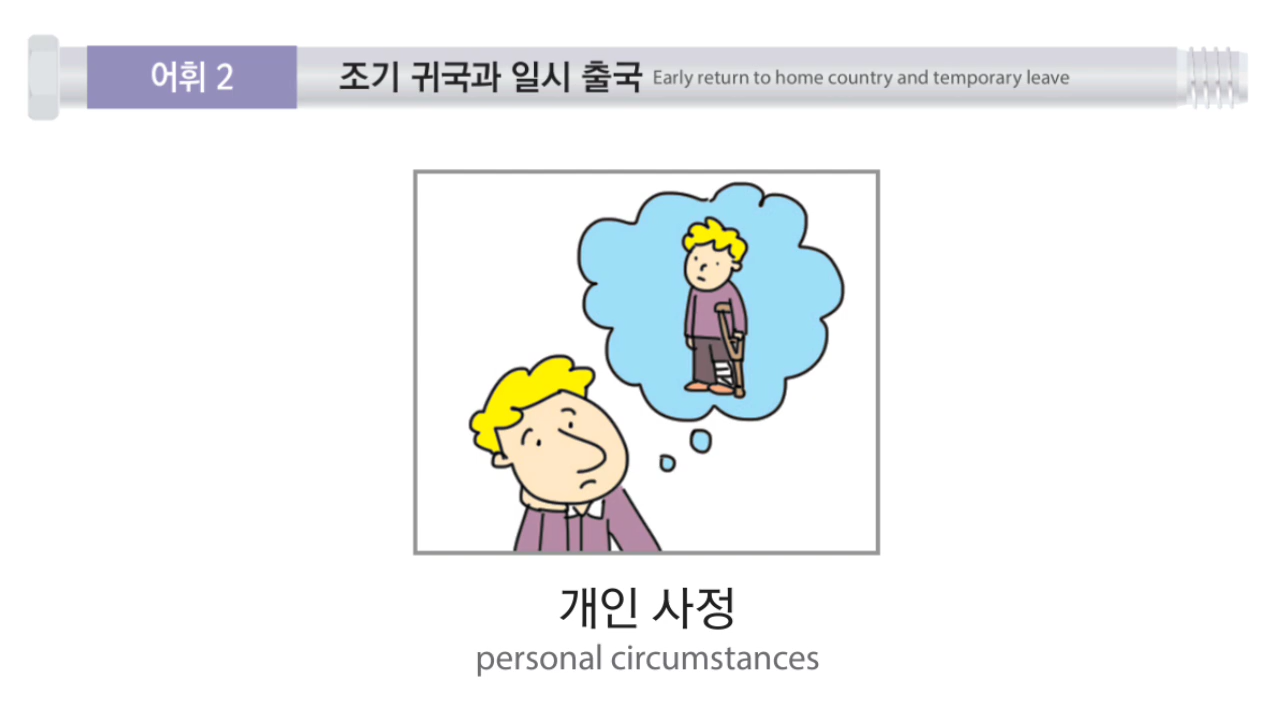 어휘 2
조기 귀국과 일시 출국 Early return to home country and temporary leave
개인 사정
personal circumstances